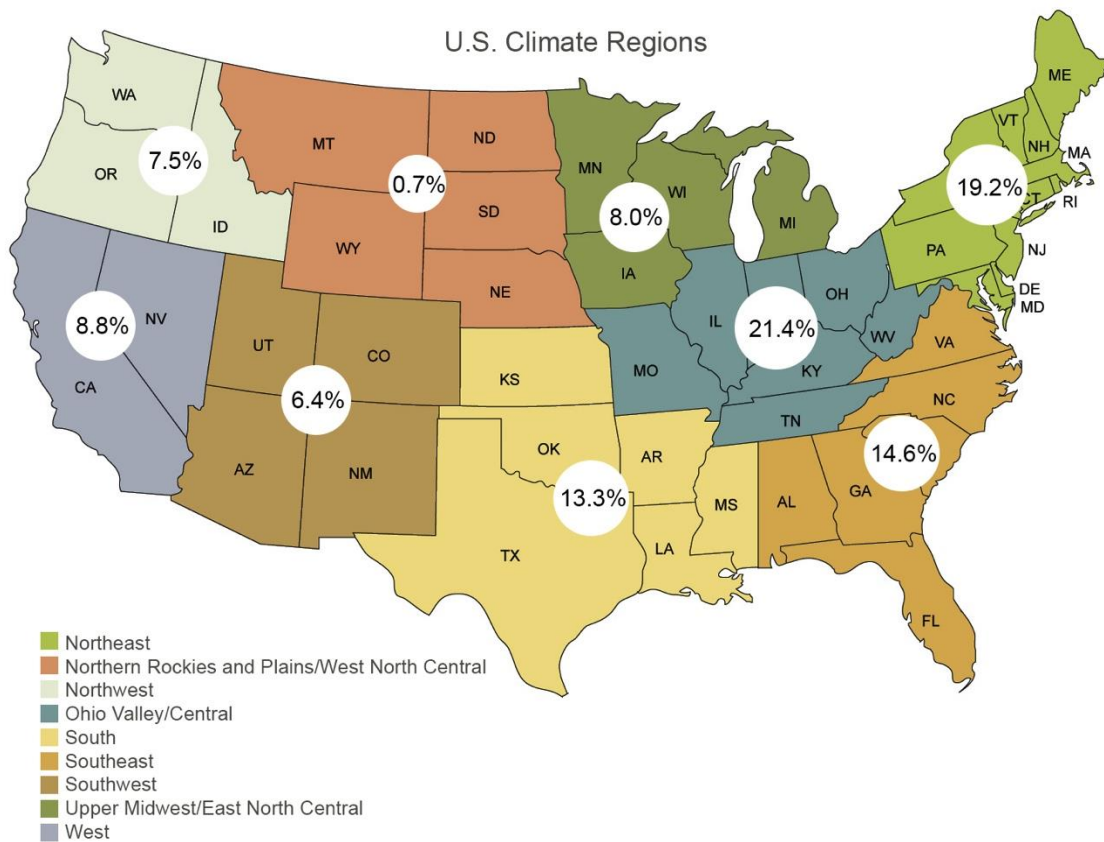 U.S. Climate Regions
ME
WA
VT
ND
MT
NH
MA
MN
7.5%
OR
0.7%
WI
19.2%
CT
RI
8.0%
SD
ID
MI
WY
PA
NJ
IA
NE
OH
DE
MD
IL
NV
8.8%
21.4%
WV
VA
UT
CO
KY
MO
KS
CA
NC
6.4%
TN
OK
AR
14.6%
AZ
NM
GA
13.3%
MS
AL
LA
TX
FL
Northeast
Northern Rockies and Plains/West North Central
Northwest
Ohio Valley/Central
South
Southeast
Southwest
Upper Midwest/East North Central
West